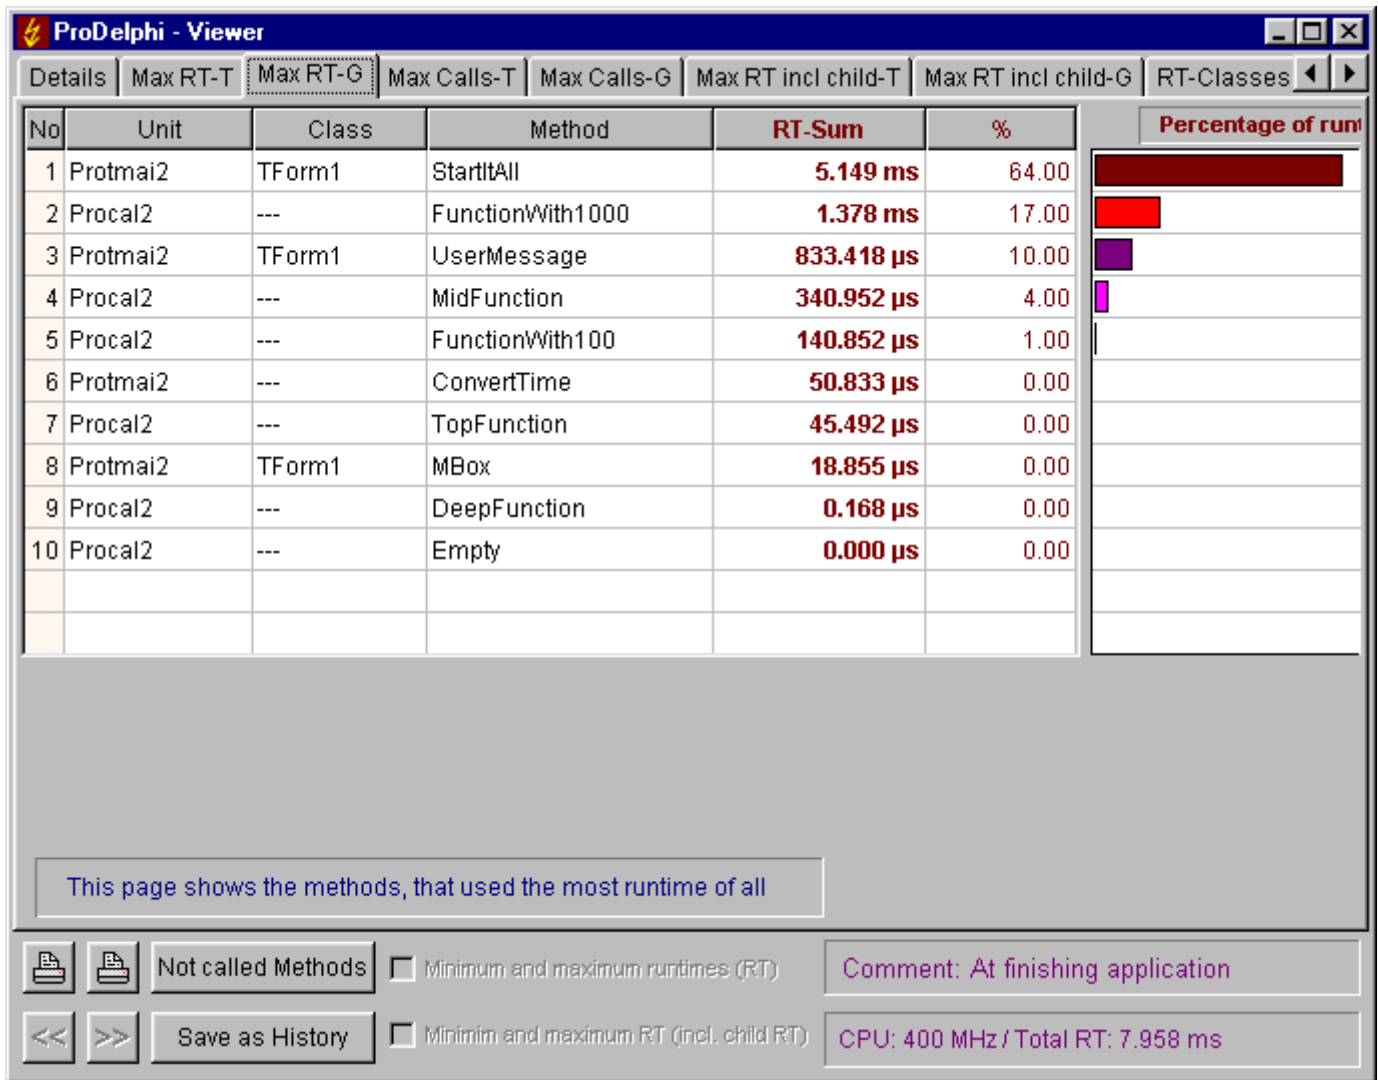 ProDelphi - Viewer
Details Max RT-T Max RT-G Max Calls-T Max Calls-G Max RT incl child-T Max RT incl child-G RT-Classes
No Unit Class Method RT-Sum % Percentage of runt
1 Protmai2 TForm1 StartItAll 5.149 ms 64.00
2 Procal2 --- FunctionWith1000 1.378 ms 17.00
3 Protmai2 TForm1 UserMessage 833.418 µs 10.00
4 Procal2 --- MidFunction 340.952 µs 4.00
5 Procal2 --- FunctionWith100 140.852 µs 1.00
6 Protmai2 --- ConvertTime 50.833 µs 0.00
7 Procal2 --- TopFunction 45.492 µs 0.00
8 Protmai2 TForm1 MBox 18.855 µs 0.00
9 Procal2 --- DeepFunction 0.168 µs 0.00
10 Procal2 --- Empty 0.000 µs 0.00
This page shows the methods, that used the most runtime of all
Not called Methods Minimum and maximum runtimes (RT) Comment: At finishing application
<< >> Save as History Minimim and maximum RT (incl. child RT) CPU: 400 MHz / Total RT: 7.958 ms